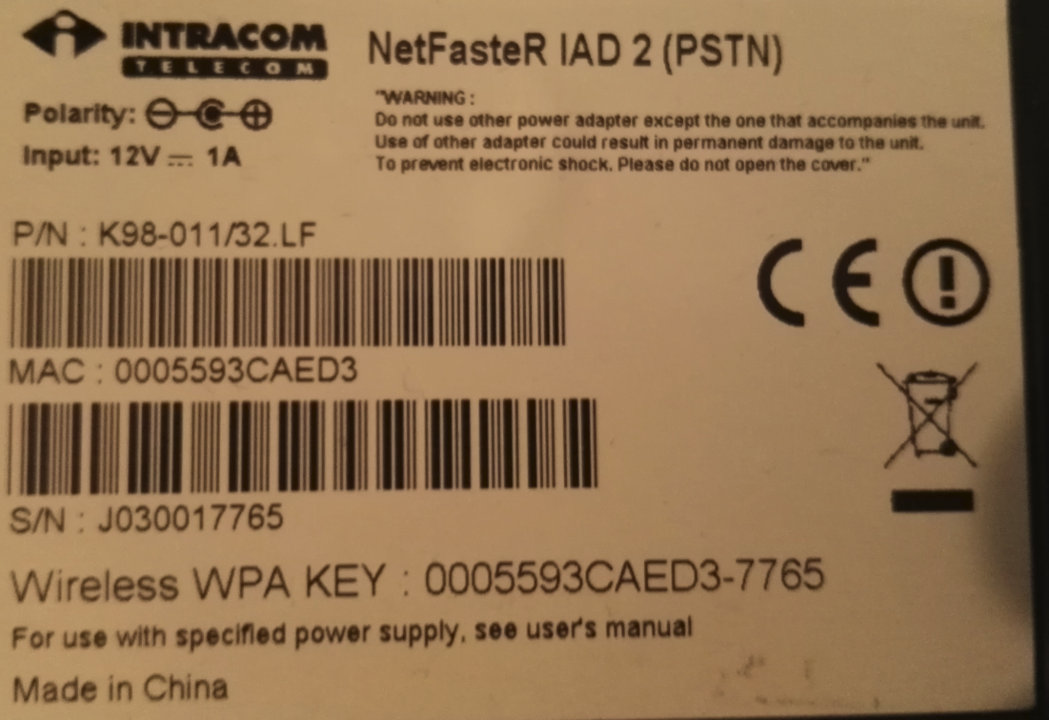 INTRACOM
TELECOM
NetFasteR IAD 2 (PSTN)
Polarity:
Input: 12V ⎓ 1A
"WARNING :
Do not use other power adapter except the one that accompanies the unit.
Use of other adapter could result in permanent damage to the unit.
To prevent electronic shock. Please do not open the cover."
P/N : K98-011/32.LF
CE
MAC : 0005593CAED3
S/N : J030017765
Wireless WPA KEY : 0005593CAED3-7765
For use with specified power supply, see user's manual
Made in China